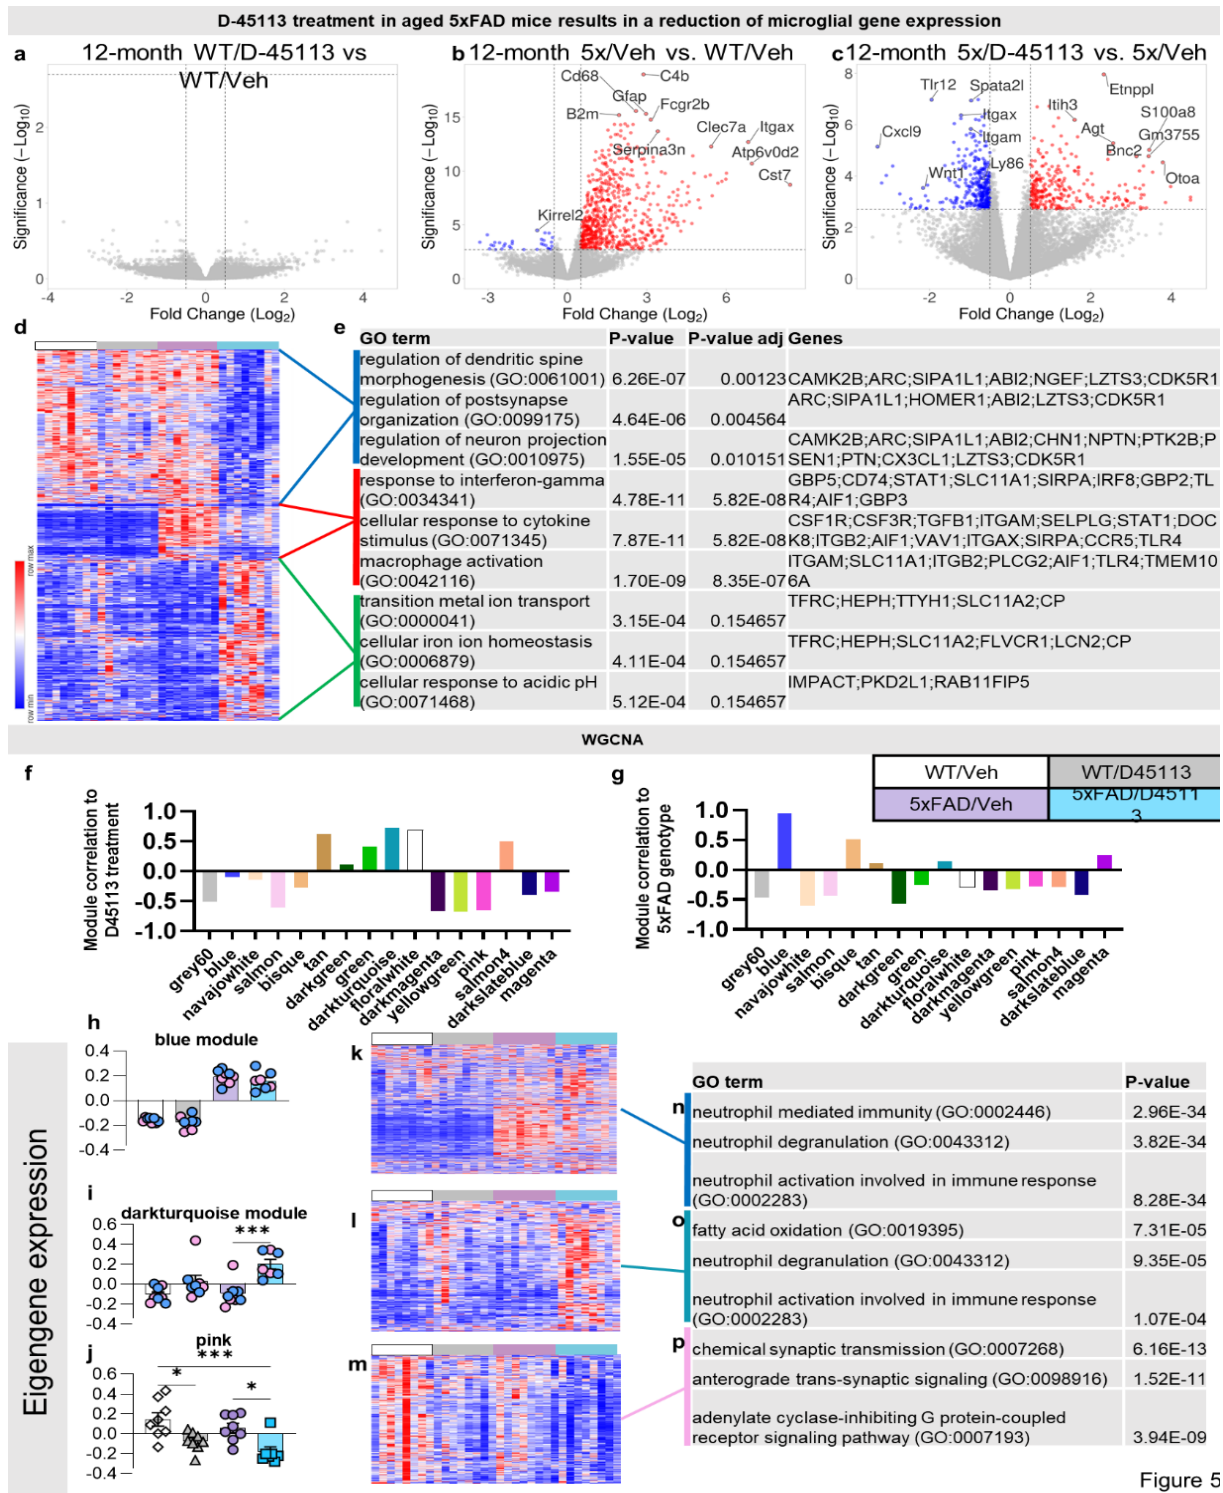 D-45113 treatment in aged 5xFAD mice results in a reduction of microglial gene expression
a
12-month WT/D-45113 vs
WT/Veh
Significance (−Log10)
2
1
0
-4
-2
0
2
4
Fold Change (Log2)
b
12-month 5x/Veh vs. WT/Veh
Significance (−Log10)
15
10
5
0
Cd68
C4b
Gfap
Fcgr2b
B2m
Clec7a
Itgax
Serpina3n
Atp6v0d2
Cst7
Kirrel2
-3
0
3
6
Fold Change (Log2)
c
12-month 5x/D-45113 vs. 5x/Veh
Significance (−Log10)
8
6
4
2
0
Tlr12
Spata2l
Etnppl
Itgax
Itih3
S100a8
Cxcl9
Itgam
Agt
Gm3755
Bnc2
Ly86
Wnt1
Otoa
-2
0
2
4
Fold Change (Log2)
d
row max
row min
e
GO term P-value P-value adj Genes
regulation of dendritic spine
morphogenesis (GO:0061001) 6.26E-07 0.00123 CAMK2B;ARC;SIPA1L1;ABI2;NGEF;LZTS3;CDK5R1
regulation of postsynapse ARC;SIPA1L1;HOMER1;ABI2;LZTS3;CDK5R1
organization (GO:0099175) 4.64E-06 0.004564
regulation of neuron projection CAMK2B;ARC;SIPA1L1;ABI2;CHN1;NPTN;PTK2B;P
development (GO:0010975) 1.55E-05 0.010151 SEN1;PTN;CX3CL1;LZTS3;CDK5R1
response to interferon-gamma GBP5;CD74;STAT1;SLC11A1;SIRPA;IRF8;GBP2;TL
(GO:0034341) 4.78E-11 5.82E-08 R4;AIF1;GBP3
cellular response to cytokine CSF1R;CSF3R;TGFB1;ITGAM;SELPLG;STAT1;DOC
stimulus (GO:0071345) 7.87E-11 5.82E-08 K8;ITGB2;AIF1;VAV1;ITGAX;SIRPA;CCR5;TLR4
macrophage activation ITGAM;SLC11A1;ITGB2;PLCG2;AIF1;TLR4;TMEM10
(GO:0042116) 1.70E-09 8.35E-07 6A
transition metal ion transport TFRC;HEPH;TTYH1;SLC11A2;CP
(GO:0000041) 3.15E-04 0.154657
cellular iron ion homeostasis TFRC;HEPH;SLC11A2;FLVCR1;LCN2;CP
(GO:0006879) 4.11E-04 0.154657
cellular response to acidic pH IMPACT;PKD2L1;RAB11FIP5
(GO:0071468) 5.12E-04 0.154657
WGCNA
f
Module correlation to
D45113 treatment
1.0
0.5
0.0
-0.5
-1.0
grey60
blue
navajowhite
salmon
bisque
tan
darkgreen
green
darkturquoise
floralwhite
darkmagenta
yellowgreen
pink
salmon4
darkslateblue
magenta
g
WT/Veh WT/D45113
5xFAD/Veh 5xFAD/D4511
3
Module correlation to
5xFAD genotype
1.0
0.5
0.0
-0.5
-1.0
grey60
blue
navajowhite
salmon
bisque
tan
darkgreen
green
darkturquoise
floralwhite
darkmagenta
yellowgreen
pink
salmon4
darkslateblue
magenta
Eigengene expression
h
blue module
0.4
0.2
0.0
-0.2
-0.4
i
darkturquoise module
***
0.6
0.4
0.2
0.0
-0.2
-0.4
j
pink
***
*
*
0.6
0.4
0.2
0.0
-0.2
-0.4
k
l
m
GO term P-value
n
neutrophil mediated immunity (GO:0002446) 2.96E-34
neutrophil degranulation (GO:0043312) 3.82E-34
neutrophil activation involved in immune response
(GO:0002283) 8.28E-34
o
fatty acid oxidation (GO:0019395) 7.31E-05
neutrophil degranulation (GO:0043312) 9.35E-05
neutrophil activation involved in immune response
(GO:0002283) 1.07E-04
p
chemical synaptic transmission (GO:0007268) 6.16E-13
anterograde trans-synaptic signaling (GO:0098916) 1.52E-11
adenylate cyclase-inhibiting G protein-coupled
receptor signaling pathway (GO:0007193) 3.94E-09
Figure 5